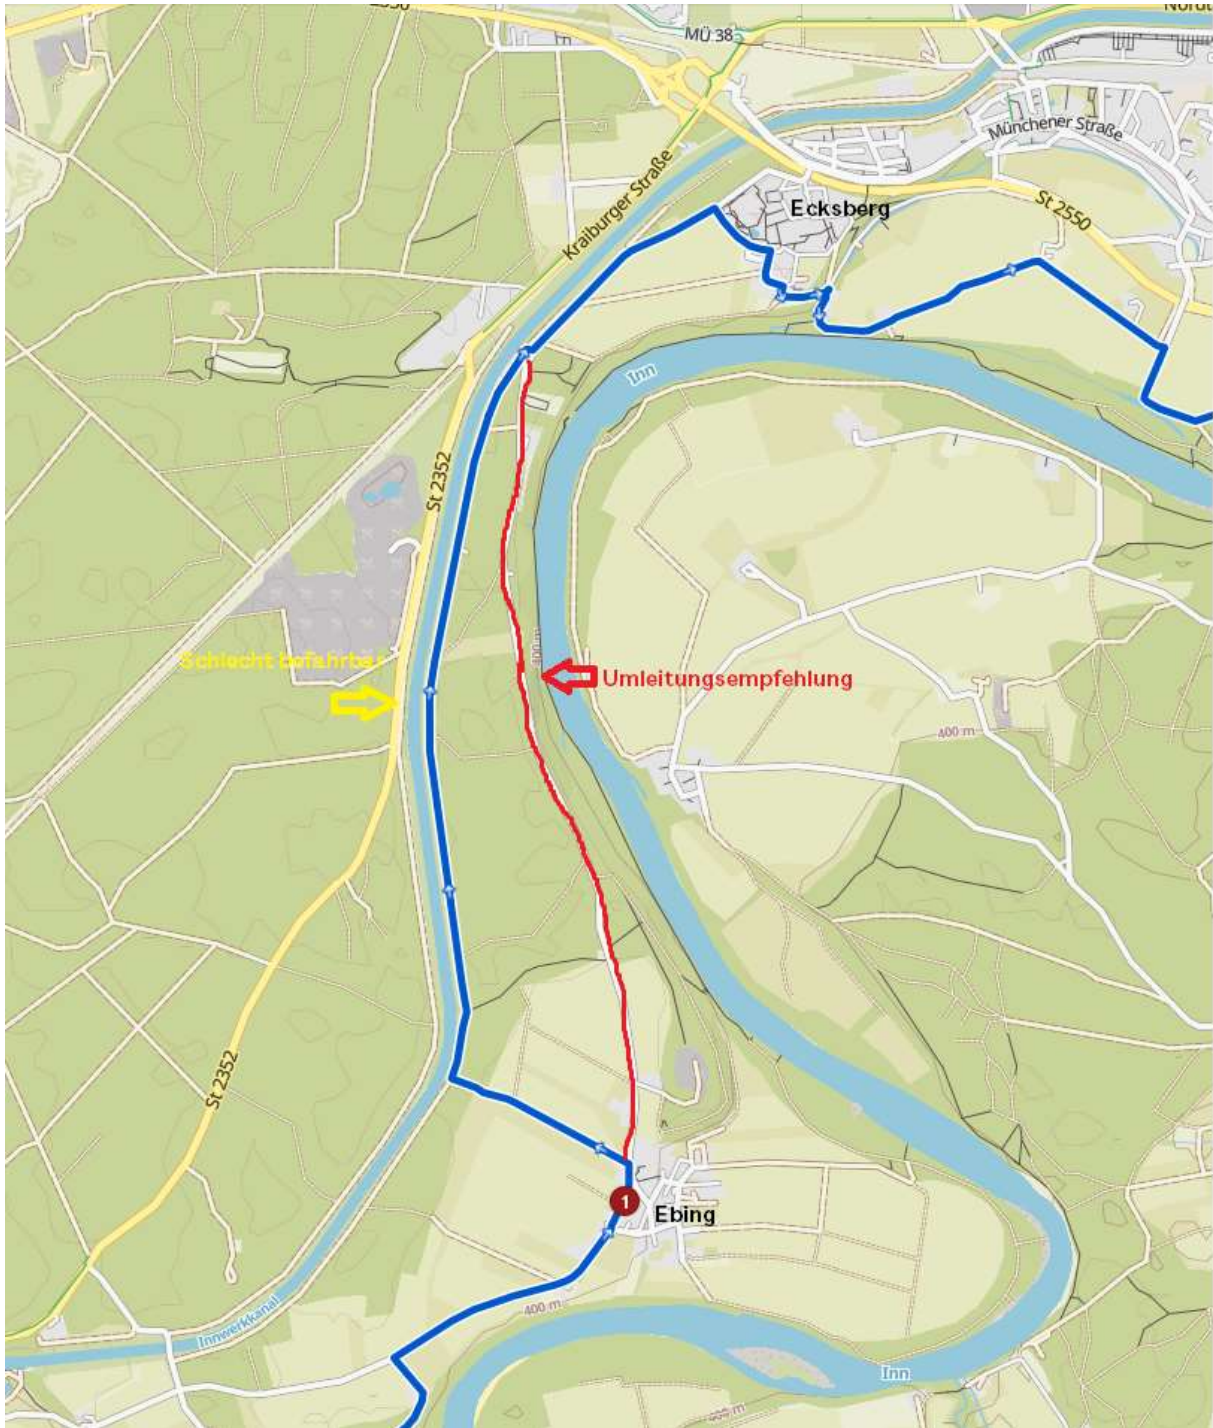 MÜ 38
Münchener Straße
Kraiburger Straße
Ecksberg
St 2550
Inn
St 2352
400 m
Schlecht befahrbar
Umleitungsempfehlung
400 m
St 2352
1
Ebing
400 m
Innwerkkanal
Inn
400 m